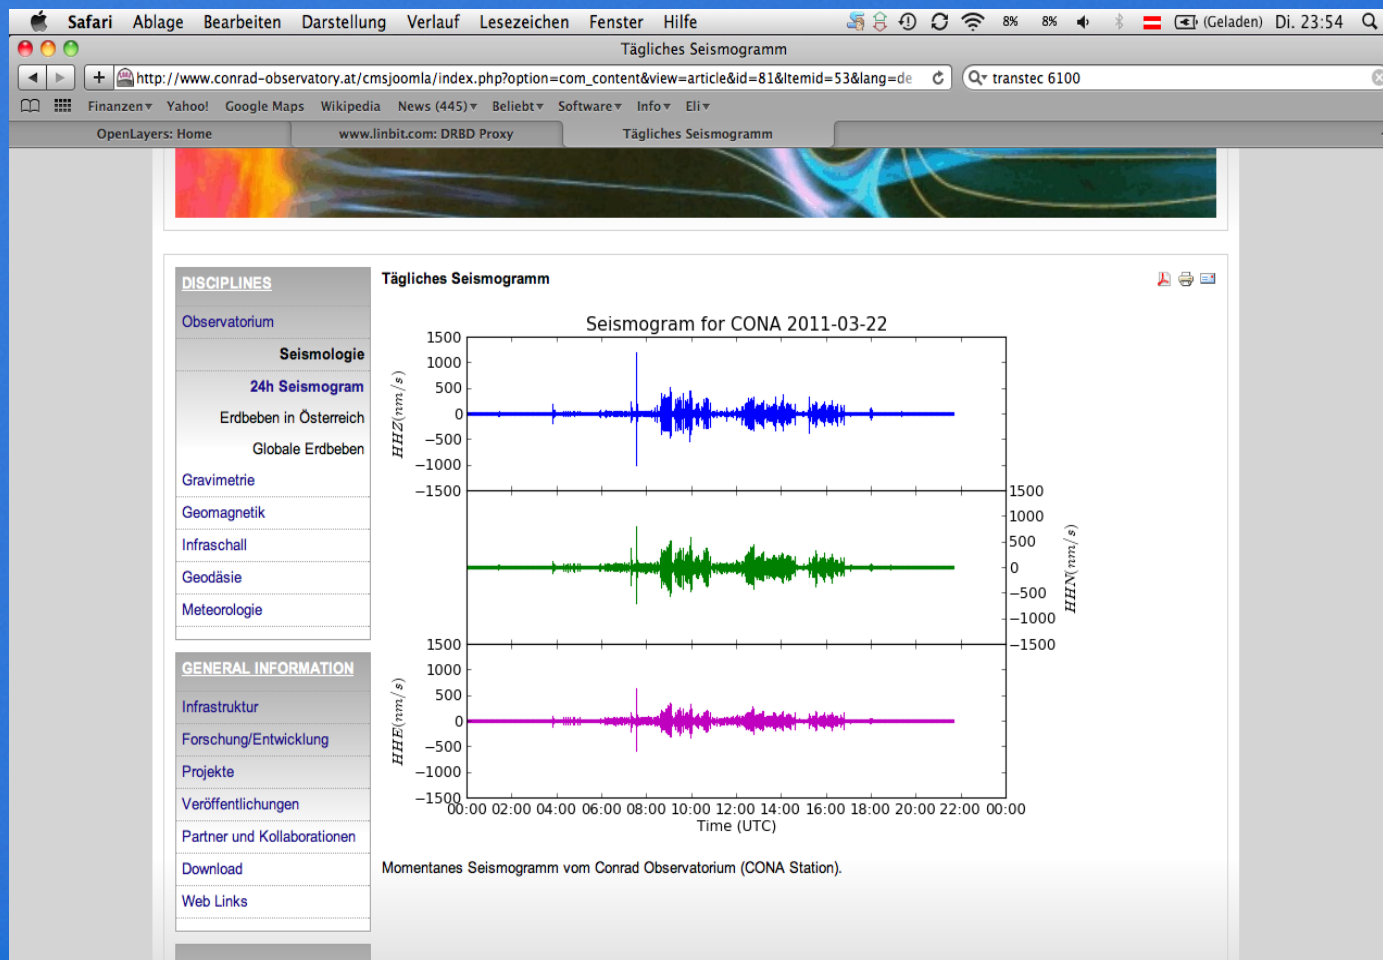 Safari Ablage Bearbeiten Darstellung Verlauf Lesezeichen Fenster Hilfe 8% 8% (Geladen) Di. 23:54
Tägliches Seismogramm
http://www.conrad-observatory.at/cmsjoomla/index.php?option=com_content&view=article&id=81&Itemid=53&lang=de transtec 6100
Finanzen Yahoo! Google Maps Wikipedia News (445) Beliebt Software Info Eli
OpenLayers: Home www.linbit.com: DRBD Proxy Tägliches Seismogramm
DISCIPLINES
Observatorium
Seismologie
24h Seismogram
Erdbeben in Österreich
Globale Erdbeben
Gravimetrie
Geomagnetik
Infraschall
Geodäsie
Meteorologie
GENERAL INFORMATION
Infrastruktur
Forschung/Entwicklung
Projekte
Veröffentlichungen
Partner und Kollaborationen
Download
Web Links
Tägliches Seismogramm
Seismogram for CONA 2011-03-22
1500
1000
500
0
−500
−1000
−1500
HHZ(nm/s)
1500
1000
500
0
−500
−1000
−1500
HHN(nm/s)
1500
1000
500
0
−500
−1000
−1500
HHE(nm/s)
00:00 02:00 04:00 06:00 08:00 10:00 12:00 14:00 16:00 18:00 20:00 22:00 00:00
Time (UTC)
Momentanes Seismogramm vom Conrad Observatorium (CONA Station).